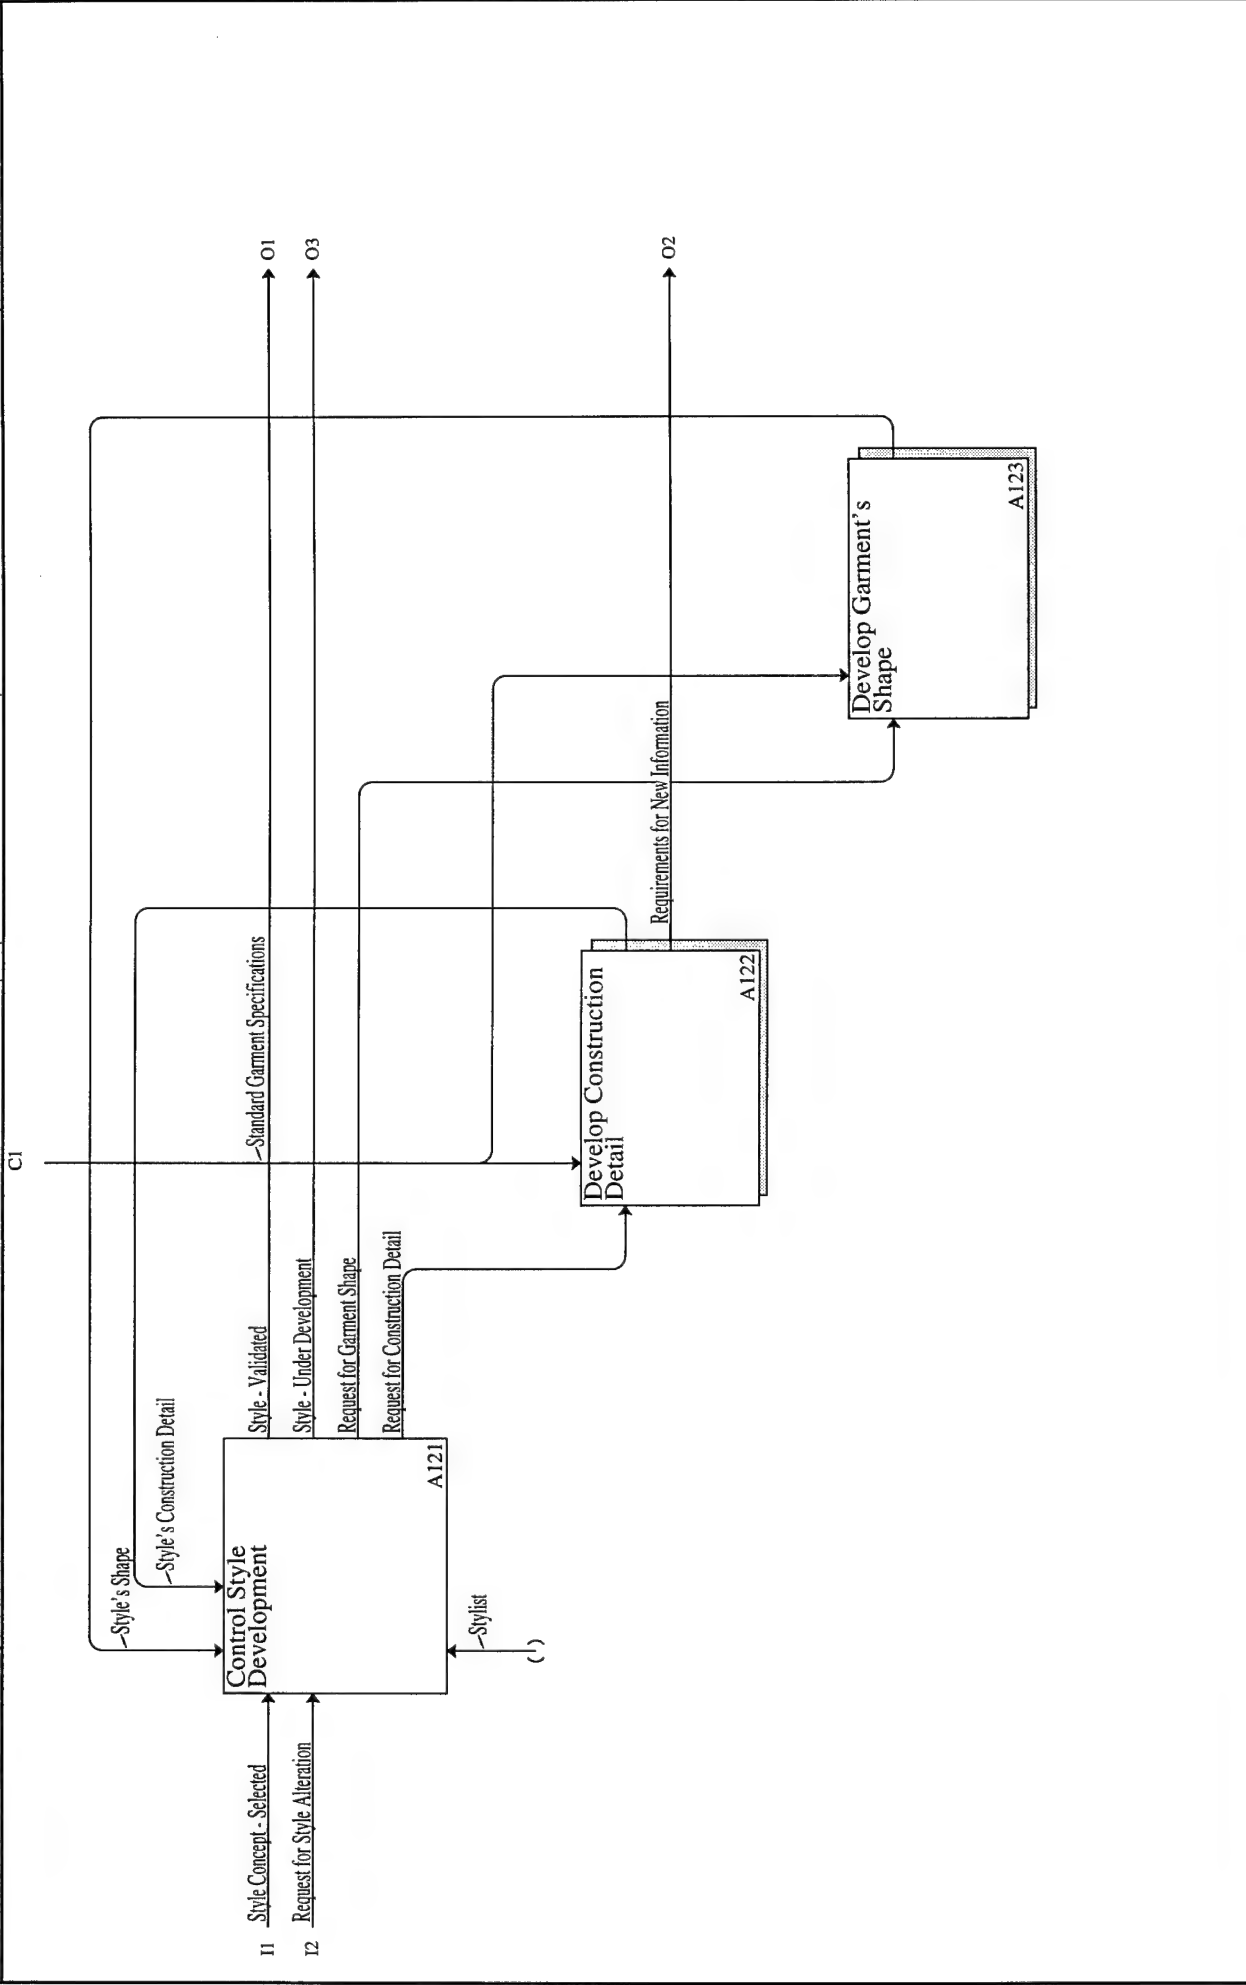 C1
Style's Shape
Style's Construction Detail
I1
Style Concept - Selected
I2
Request for Style Alteration
Control Style
Development
A121
Stylist
( )
Style - Validated
Style - Under Development
Request for Garment Shape
Request for Construction Detail
Standard Garment Specifications
O1
O3
Develop Construction
Detail
A122
Requirements for New Information
O2
Develop Garment's
Shape
A123